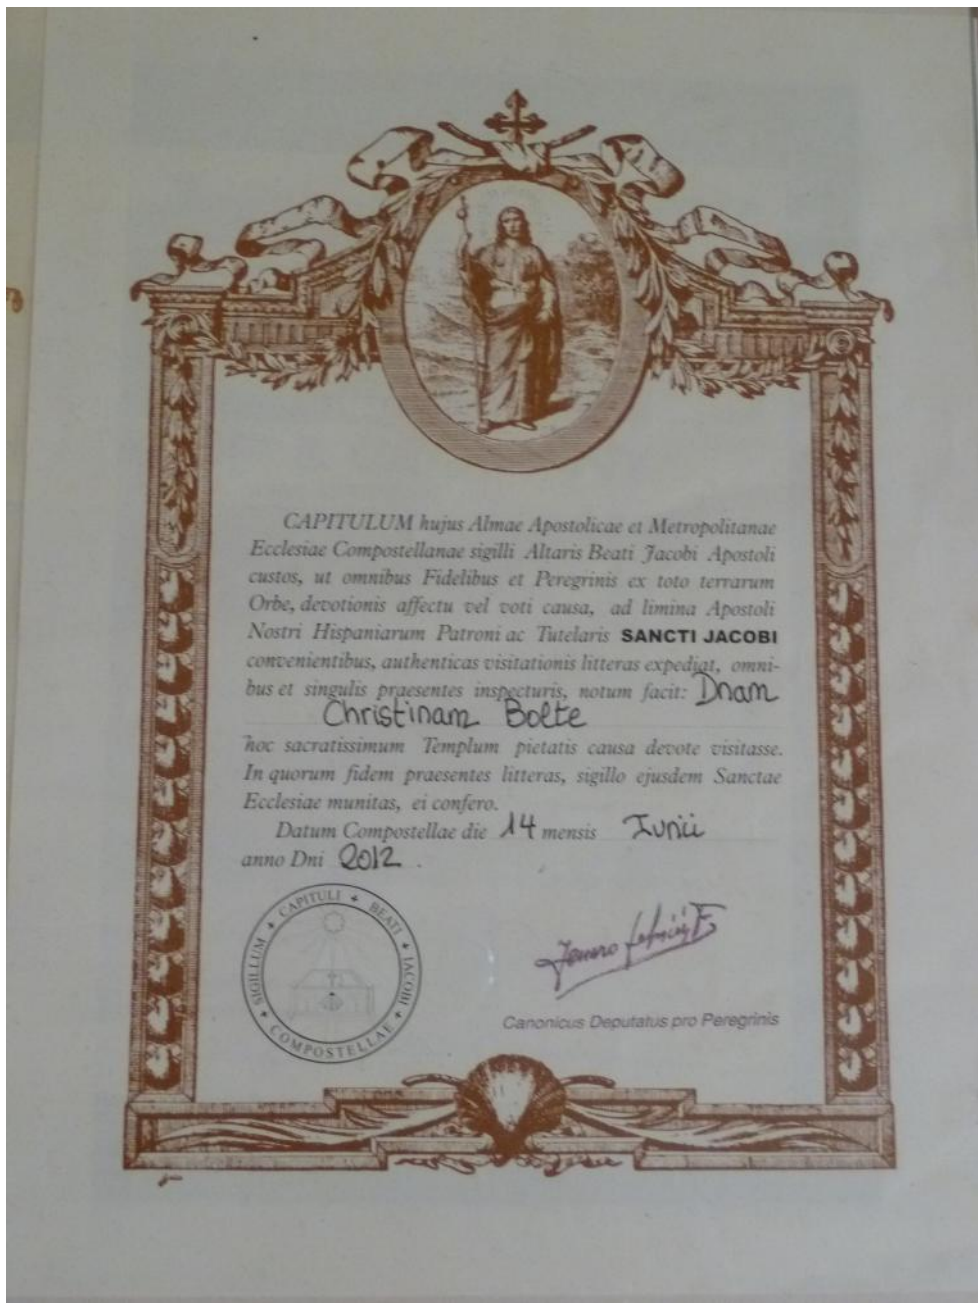 CAPITULUM hujus Almae Apostolicae et Metropolitanae
Ecclesiae Compostellanae sigilli Altaris Beati Jacobi Apostoli
custos, ut omnibus Fidelibus et Peregrinis ex toto terrarum
Orbe, devotionis affectu vel voti causa, ad limina Apostoli
Nostri Hispaniarum Patroni ac Tutelaris SANCTI JACOBI
convenientibus, authenticas visitationis litteras expediat, omni-
bus et singulis praesentes inspecturis, notum facit: Dnam
Christinam Bolte
hoc sacratissimum Templum pietatis causa devote visitasse.
In quorum fidem praesentes litteras, sigillo ejusdem Sanctae
Ecclesiae munitas, ei confero.
Datum Compostellae die 14 mensis Iunii
anno Dni 2012.
SIGILLUM + CAPITULI + BEATI + IACOBI + COMPOSTELLAE +
Canonicus Deputatus pro Peregrinis